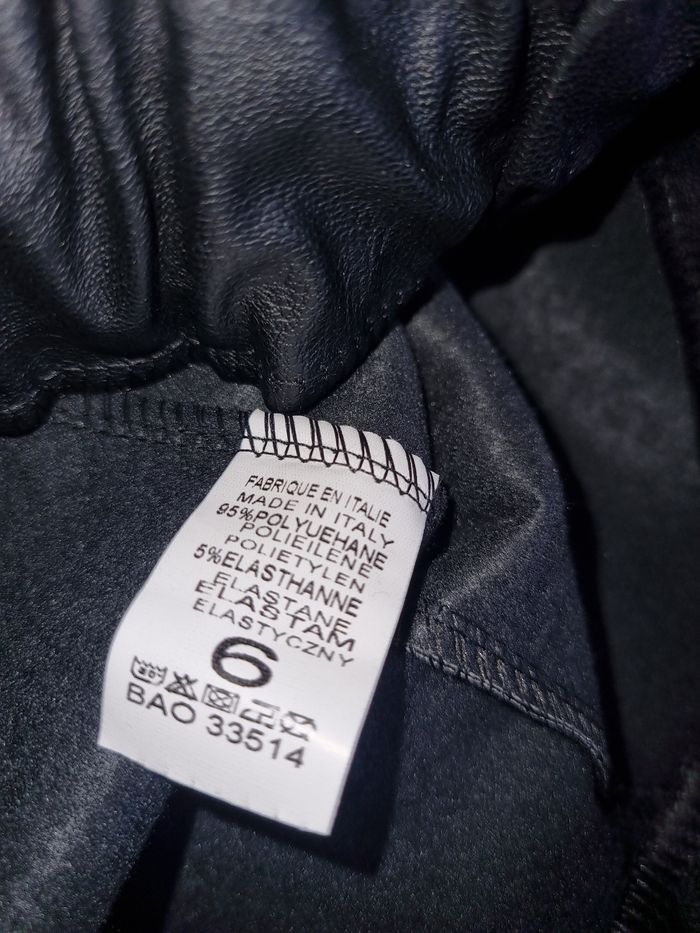 FABRIQUE EN ITALIE
MADE IN ITALY
95%POLYUEHANE
POLIEILENE
POLIETYLEN
5%ELASTHANNE
ELASTANE
ELASTAM
ELASTYCZNY
6
BAO 33514